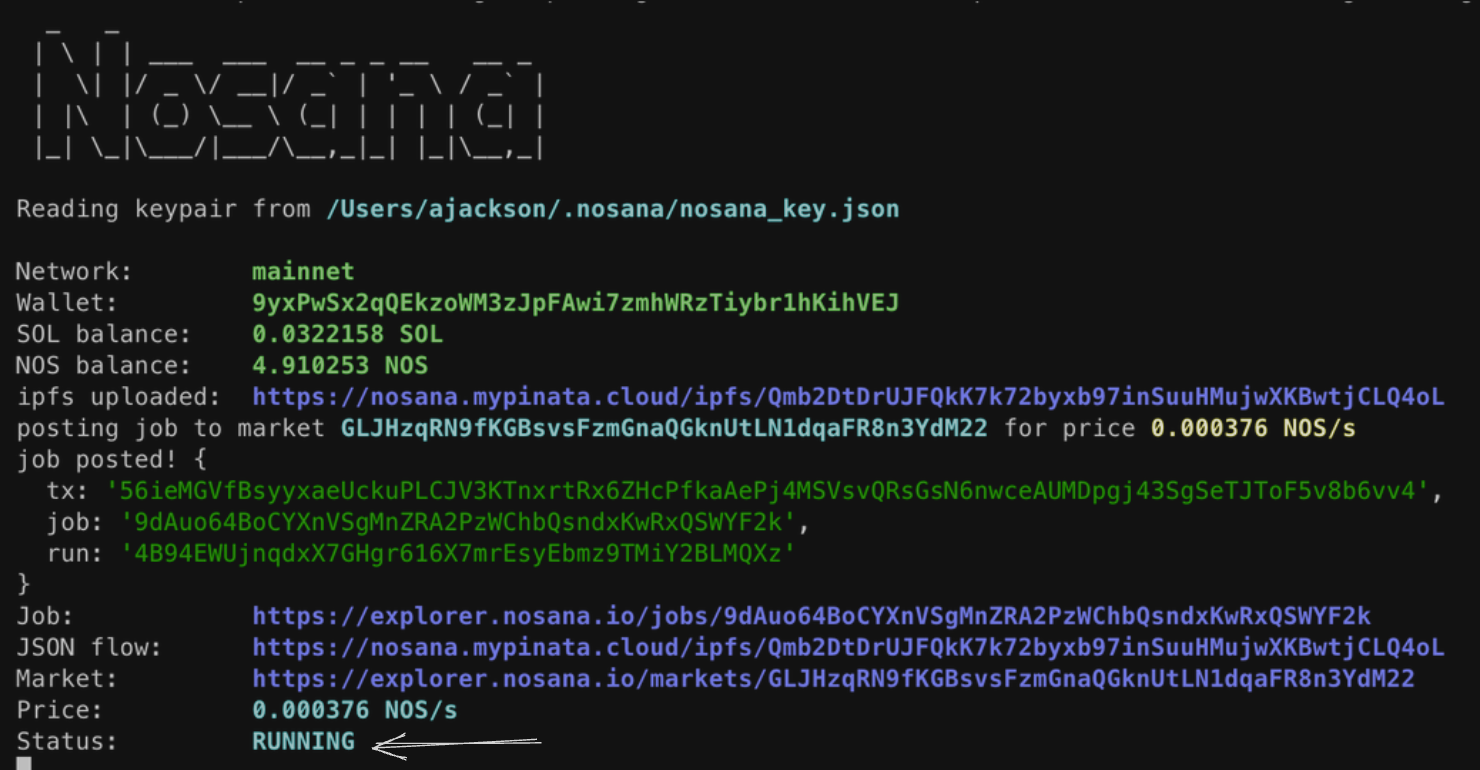 Nosana
Reading keypair from /Users/ajackson/.nosana/nosana_key.json
Network: mainnet
Wallet: 9yxPwSx2qQEkzoWM3zJpFAwi7zmhWRzTiybr1hKihVEJ
SOL balance: 0.0322158 SOL
NOS balance: 4.910253 NOS
ipfs uploaded: https://nosana.mypinata.cloud/ipfs/Qmb2DtDrUJFQkK7k72byxb97inSuuHMujwXKBwtjCLQ4oL
posting job to market GLJHzqRN9fKGBsvsFzmGnaQGknUtLN1dqaFR8n3YdM22 for price 0.000376 NOS/s
job posted! {
tx: '56ieMGVfBsyyxaeUckuPLCJV3KTnxrtRx6ZHcPfkaAePj4MSVsvQRsGsN6nwceAUMDpgj43SgSeTJToF5v8b6vv4',
job: '9dAuo64BoCYXnVSgMnZRA2PzWChbQsndxKwRxQSWYF2k',
run: '4B94EWUjnqdxX7GHgr616X7mrEsyEbmz9TMiY2BLMQXz'
}
Job: https://explorer.nosana.io/jobs/9dAuo64BoCYXnVSgMnZRA2PzWChbQsndxKwRxQSWYF2k
JSON flow: https://nosana.mypinata.cloud/ipfs/Qmb2DtDrUJFQkK7k72byxb97inSuuHMujwXKBwtjCLQ4oL
Market: https://explorer.nosana.io/markets/GLJHzqRN9fKGBsvsFzmGnaQGknUtLN1dqaFR8n3YdM22
Price: 0.000376 NOS/s
Status: RUNNING